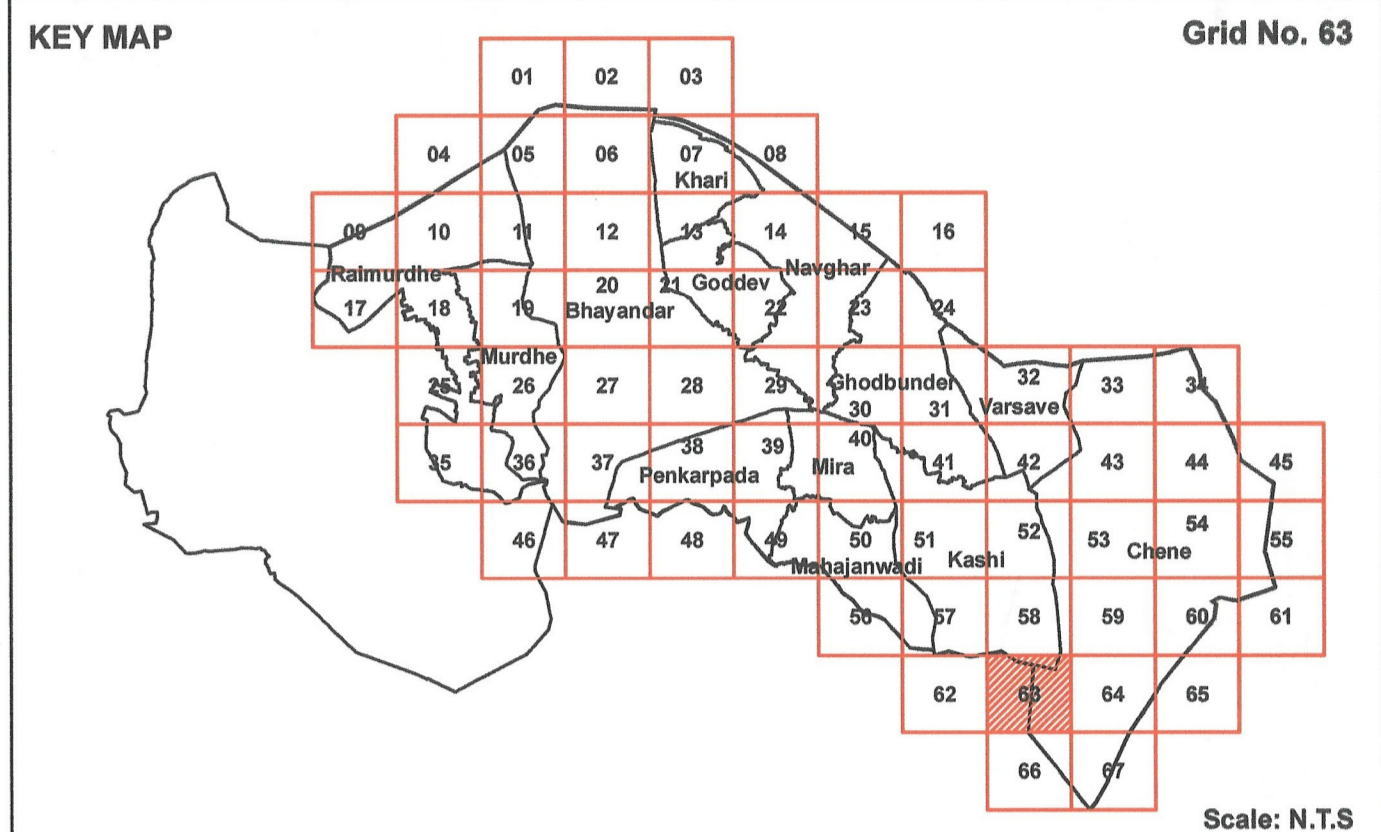 KEY MAP
Grid No. 63
01 02 03
04 05 06 07 08
Khari
09 10 11 12 13 14 15 16
Raimurdhe Navghar
Goddev
17 18 19 20 21 22 23 24
Bhayandar
Murdhe
25 26 27 28 29 30 31 32 33 34
Ghodbunder Varsave
35 36 37 38 39 40 41 42 43 44 45
Penkarpada Mira
46 47 48 49 50 51 52 53 54 55
Kashi Chene
Mahajanwadi
56 57 58 59 60 61
62 63 64 65
66 67
Scale: N.T.S